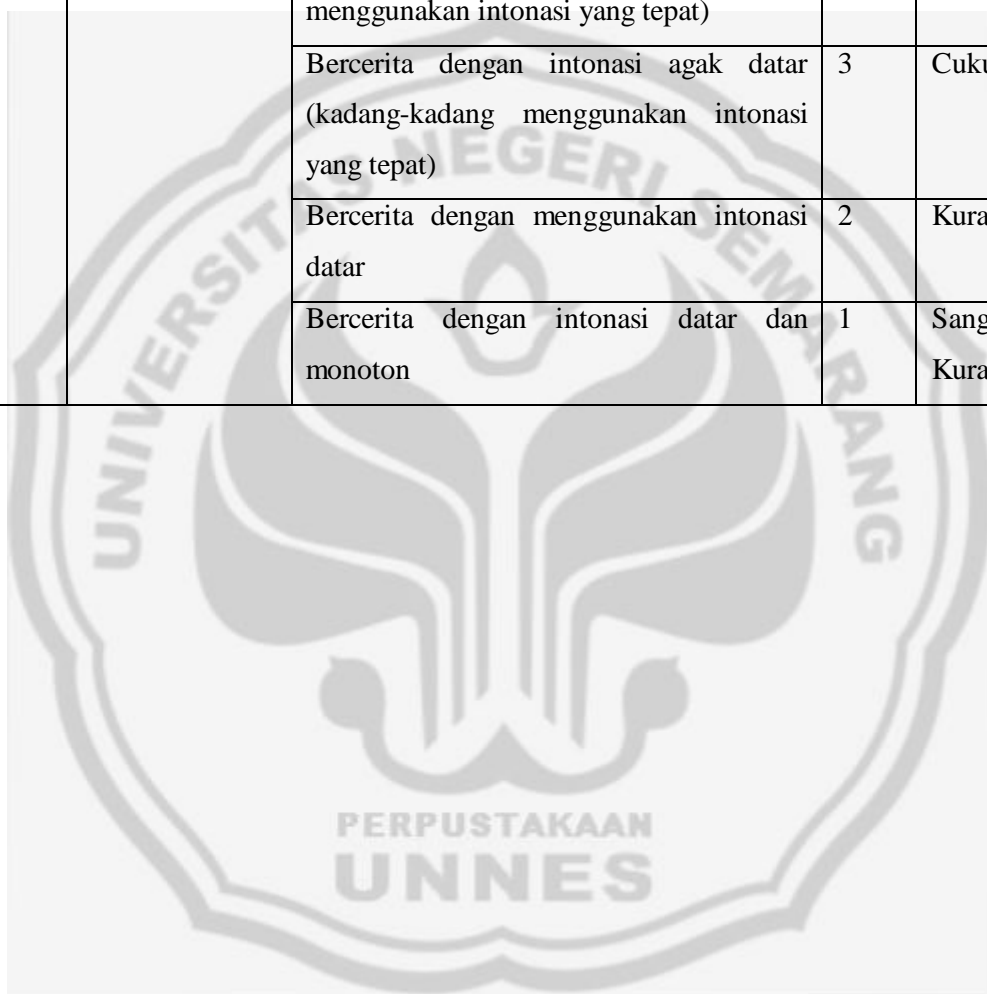 menggunakan intonasi yang tepat)
Bercerita dengan intonasi agak datar 3
(kadang-kadang menggunakan intonasi
yang tepat)
Bercerita dengan menggunakan intonasi 2
datar
Bercerita dengan intonasi datar dan 1
monoton
UNIVERSITAS NEGERI SEMARANG
PERPUSTAKAAN
UNNES